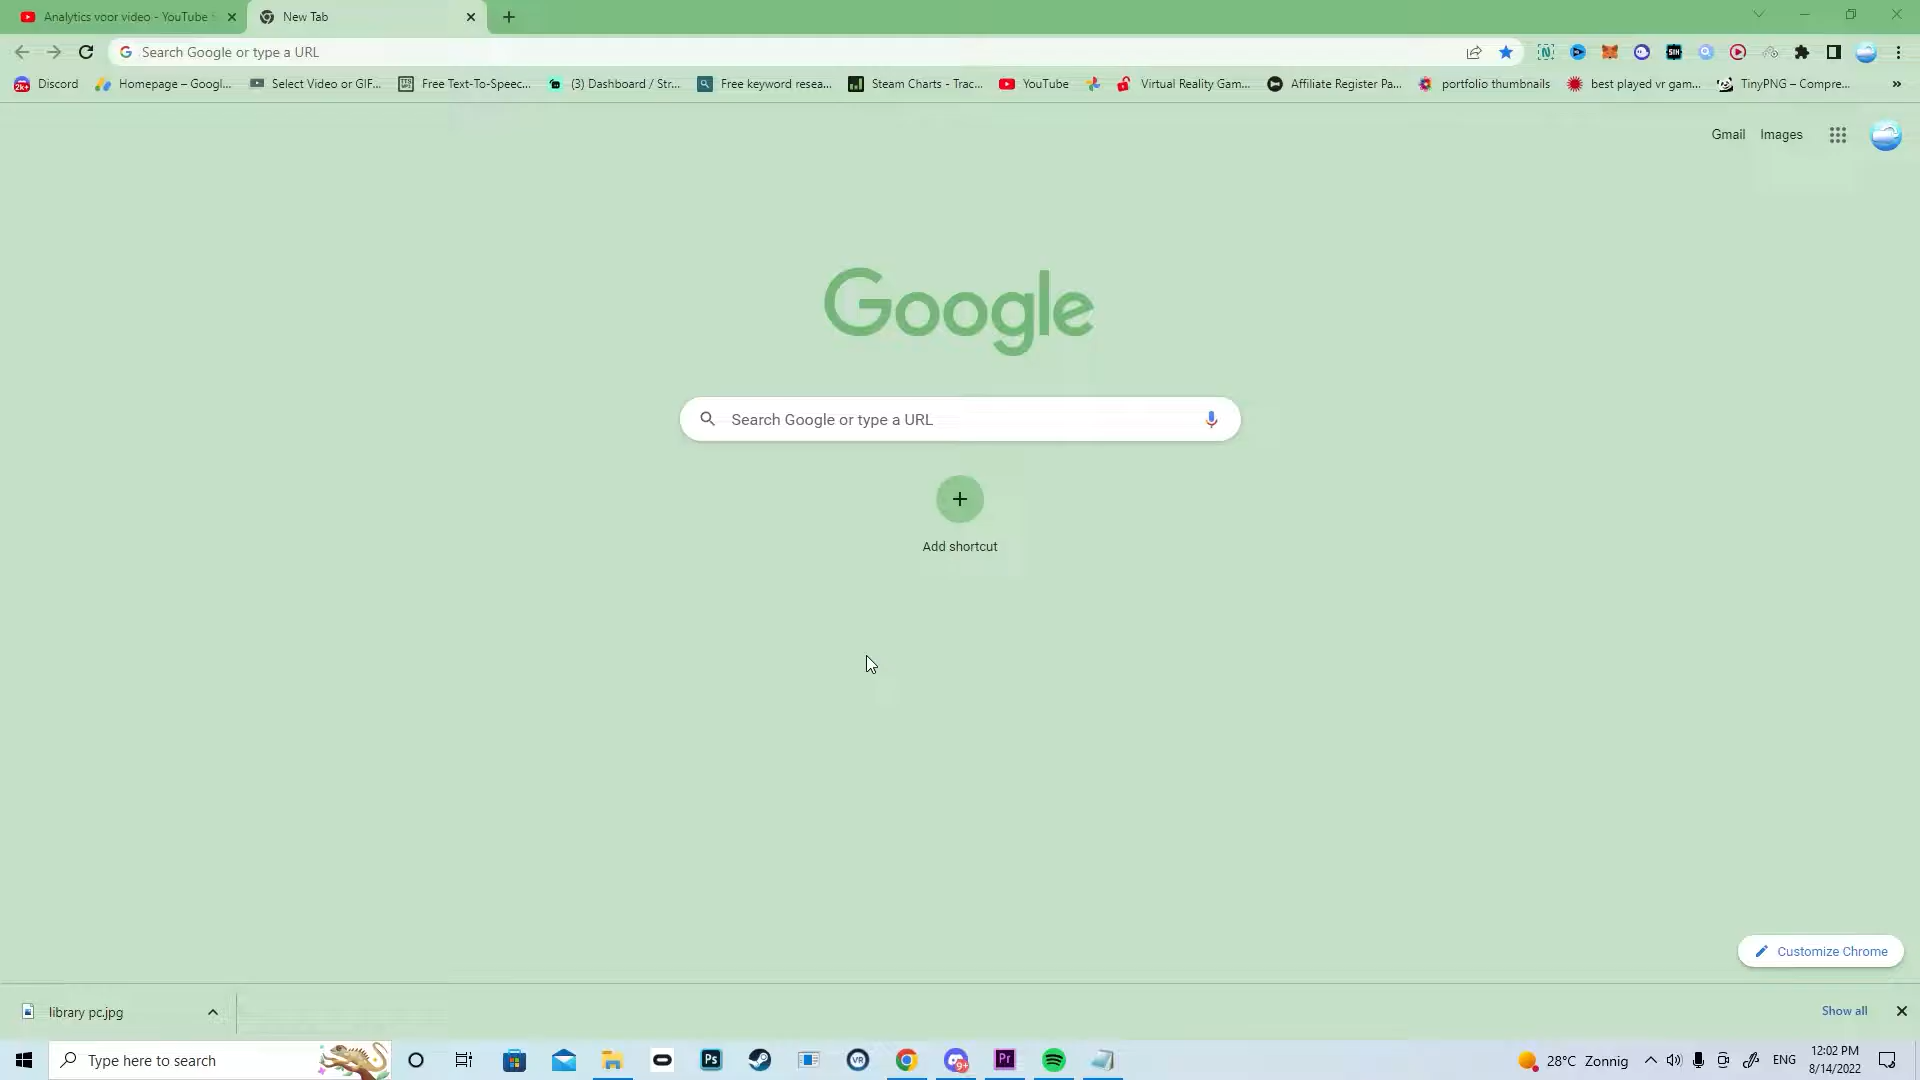 Analytics voor video - YouTube
New Tab
Search Google or type a URL
Discord
Homepage – Googl...
Select Video or GIF...
Free Text-To-Speec...
(3) Dashboard / Str...
Free keyword resea...
Steam Charts - Trac...
YouTube
Virtual Reality Gam...
Affiliate Register Pa...
portfolio thumbnails
best played vr gam...
TinyPNG – Compre...
»
Gmail
Images
Google
Search Google or type a URL
Add shortcut
Customize Chrome
library pc.jpg
Show all
Type here to search
Ps
VR
9+
Pr
28°C Zonnig
ENG
12:02 PM
8/14/2022